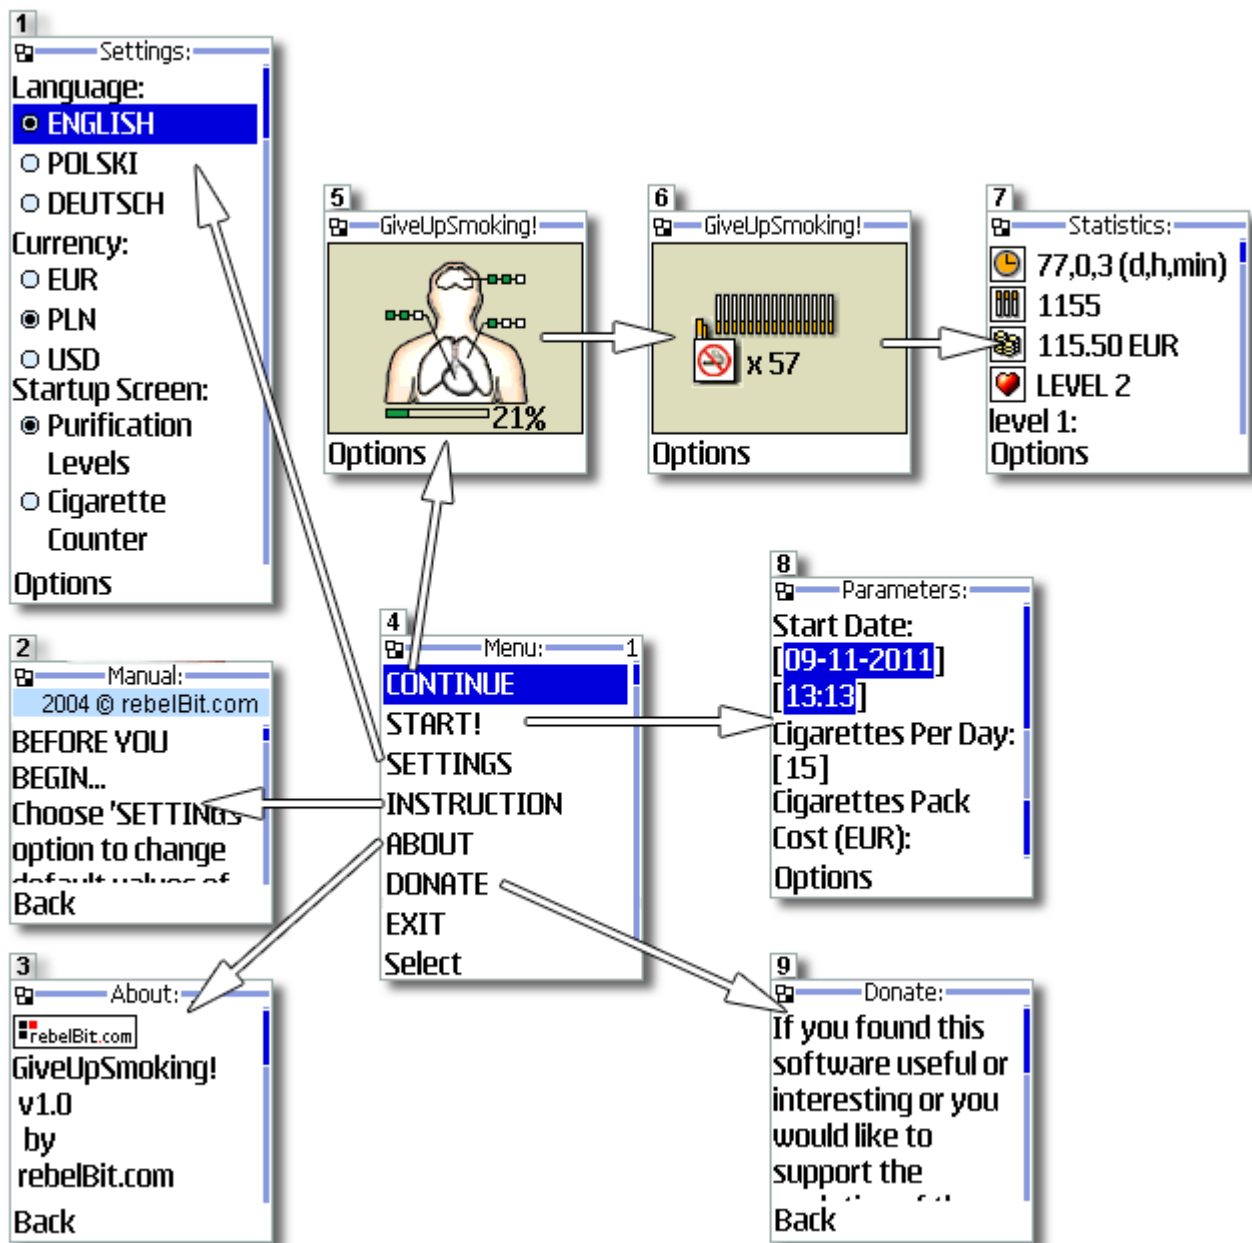 1
Settings:
Language:
ENGLISH
POLSKI
DEUTSCH
Currency:
EUR
PLN
USD
Startup Screen:
Purification
Levels
Cigarette
Counter
Options
2
Manual:
2004 © rebelBit.com
BEFORE YOU
BEGIN...
Choose 'SETTINGS'
option to change
default values of
Back
3
About:
rebelBit.com
GiveUpSmoking!
v1.0
by
rebelBit.com
Back
4
Menu: 1
CONTINUE
START!
SETTINGS
INSTRUCTION
ABOUT
DONATE
EXIT
Select
5
GiveUpSmoking!
21%
Options
6
GiveUpSmoking!
x 57
Options
7
Statistics:
77,0,3 (d,h,min)
1155
115.50 EUR
LEVEL 2
level 1:
Options
8
Parameters:
Start Date:
[09-11-2011]
[13:13]
Cigarettes Per Day:
[15]
Cigarettes Pack
Cost (EUR):
Options
9
Donate:
If you found this
software useful or
interesting or you
would like to
support the
Back